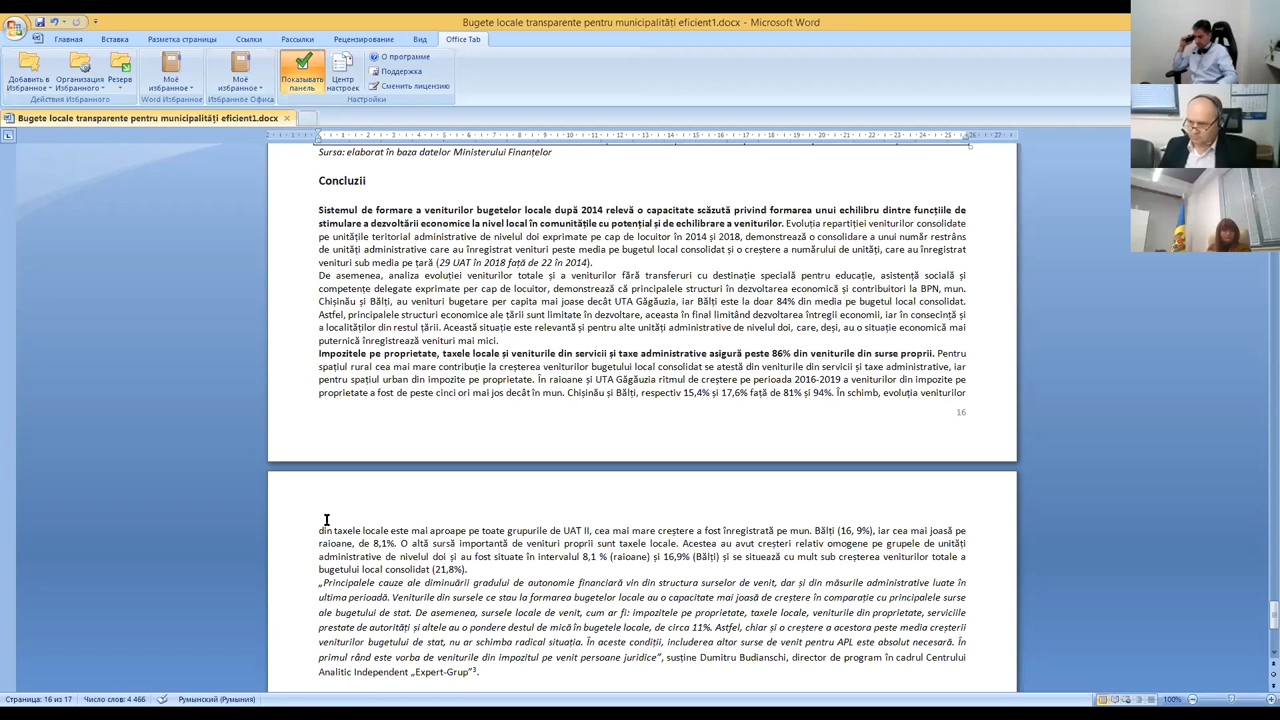 Bugete locale transparente pentru municipalități eficient1.docx - Microsoft Word
Главная Вставка Разметка страницы Ссылки Рассылки Рецензирование Вид Office Tab
Добавить в Избранное
Организация Избранного
Резерв
Моё избранное
Моё избранное
Показывать панель
Центр настроек
О программе
Поддержка
Сменить лицензию
Действия Избранного Word Избранное Избранное Офиса Настройки
Bugete locale transparente pentru municipalități eficient1.docx
Sursa: elaborat în baza datelor Ministerului Finanțelor
Concluzii
Sistemul de formare a veniturilor bugetelor locale după 2014 relevă o capacitate scăzută privind formarea unui echilibru dintre funcțiile de
stimulare a dezvoltării economice la nivel local în comunitățile cu potențial și de echilibrare a veniturilor. Evoluția repartiției veniturilor consolidate
pe unitățile teritorial administrative de nivelul doi exprimate pe cap de locuitor în 2014 și 2018, demonstrează o consolidare a unui număr restrâns
de unități administrative care au înregistrat venituri peste media pe bugetul local consolidat și o creștere a numărului de unități, care au înregistrat
venituri sub media pe țară (29 UAT în 2018 față de 22 în 2014).
De asemenea, analiza evoluției veniturilor totale și a veniturilor fără transferuri cu destinație specială pentru educație, asistență socială și
competențe delegate exprimate per cap de locuitor, demonstrează că principalele structuri în dezvoltarea economică și contribuitori la BPN, mun.
Chișinău și Bălți, au venituri bugetare per capita mai joase decât UTA Găgăuzia, iar Bălți este la doar 84% din media pe bugetul local consolidat.
Astfel, principalele structuri economice ale țării sunt limitate în dezvoltare, aceasta în final limitând dezvoltarea întregii economii, iar în consecință și
a localităților din restul țării. Această situație este relevantă și pentru alte unități administrative de nivelul doi, care, deși, au o situație economică mai
puternică înregistrează venituri mai mici.
Impozitele pe proprietate, taxele locale și veniturile din servicii și taxe administrative asigură peste 86% din veniturile din surse proprii. Pentru
spațiul rural cea mai mare contribuție la creșterea veniturilor bugetului local consolidat se atestă din veniturile din servicii și taxe administrative, iar
pentru spațiul urban din impozite pe proprietate. În raioane și UTA Găgăuzia ritmul de creștere pe perioada 2016-2019 a veniturilor din impozite pe
proprietate a fost de peste cinci ori mai jos decât în mun. Chișinău și Bălți, respectiv 15,4% și 17,6% față de 81% și 94%. În schimb, evoluția veniturilor
16
din taxele locale este mai aproape pe toate grupurile de UAT II, cea mai mare creștere a fost înregistrată pe mun. Bălți (16, 9%), iar cea mai joasă pe
raioane, de 8,1%. O altă sursă importantă de venituri proprii sunt taxele locale. Acestea au avut creșteri relativ omogene pe grupele de unități
administrative de nivelul doi și au fost situate în intervalul 8,1 % (raioane) și 16,9% (Bălți) și se situează cu mult sub creșterea veniturilor totale a
bugetului local consolidat (21,8%).
„Principalele cauze ale diminuării gradului de autonomie financiară vin din structura surselor de venit, dar și din măsurile administrative luate în
ultima perioadă. Veniturile din sursele ce stau la formarea bugetelor locale au o capacitate mai joasă de creștere în comparație cu principalele surse
ale bugetului de stat. De asemenea, sursele locale de venit, cum ar fi: impozitele pe proprietate, taxele locale, veniturile din proprietate, serviciile
prestate de autorități și altele au o pondere destul de mică în bugetele locale, de circa 11%. Astfel, chiar și o creștere a acestora peste media creșterii
veniturilor bugetului de stat, nu ar schimba radical situația. În aceste condiții, includerea altor surse de venit pentru APL este absolut necesară. În
primul rând este vorba de veniturile din impozitul pe venit persoane juridice”, susține Dumitru Budianschi, director de program în cadrul Centrului
Analitic Independent „Expert-Grup”3.
Страница: 16 из 17 Число слов: 4 466 Румынский (Румыния) 100%